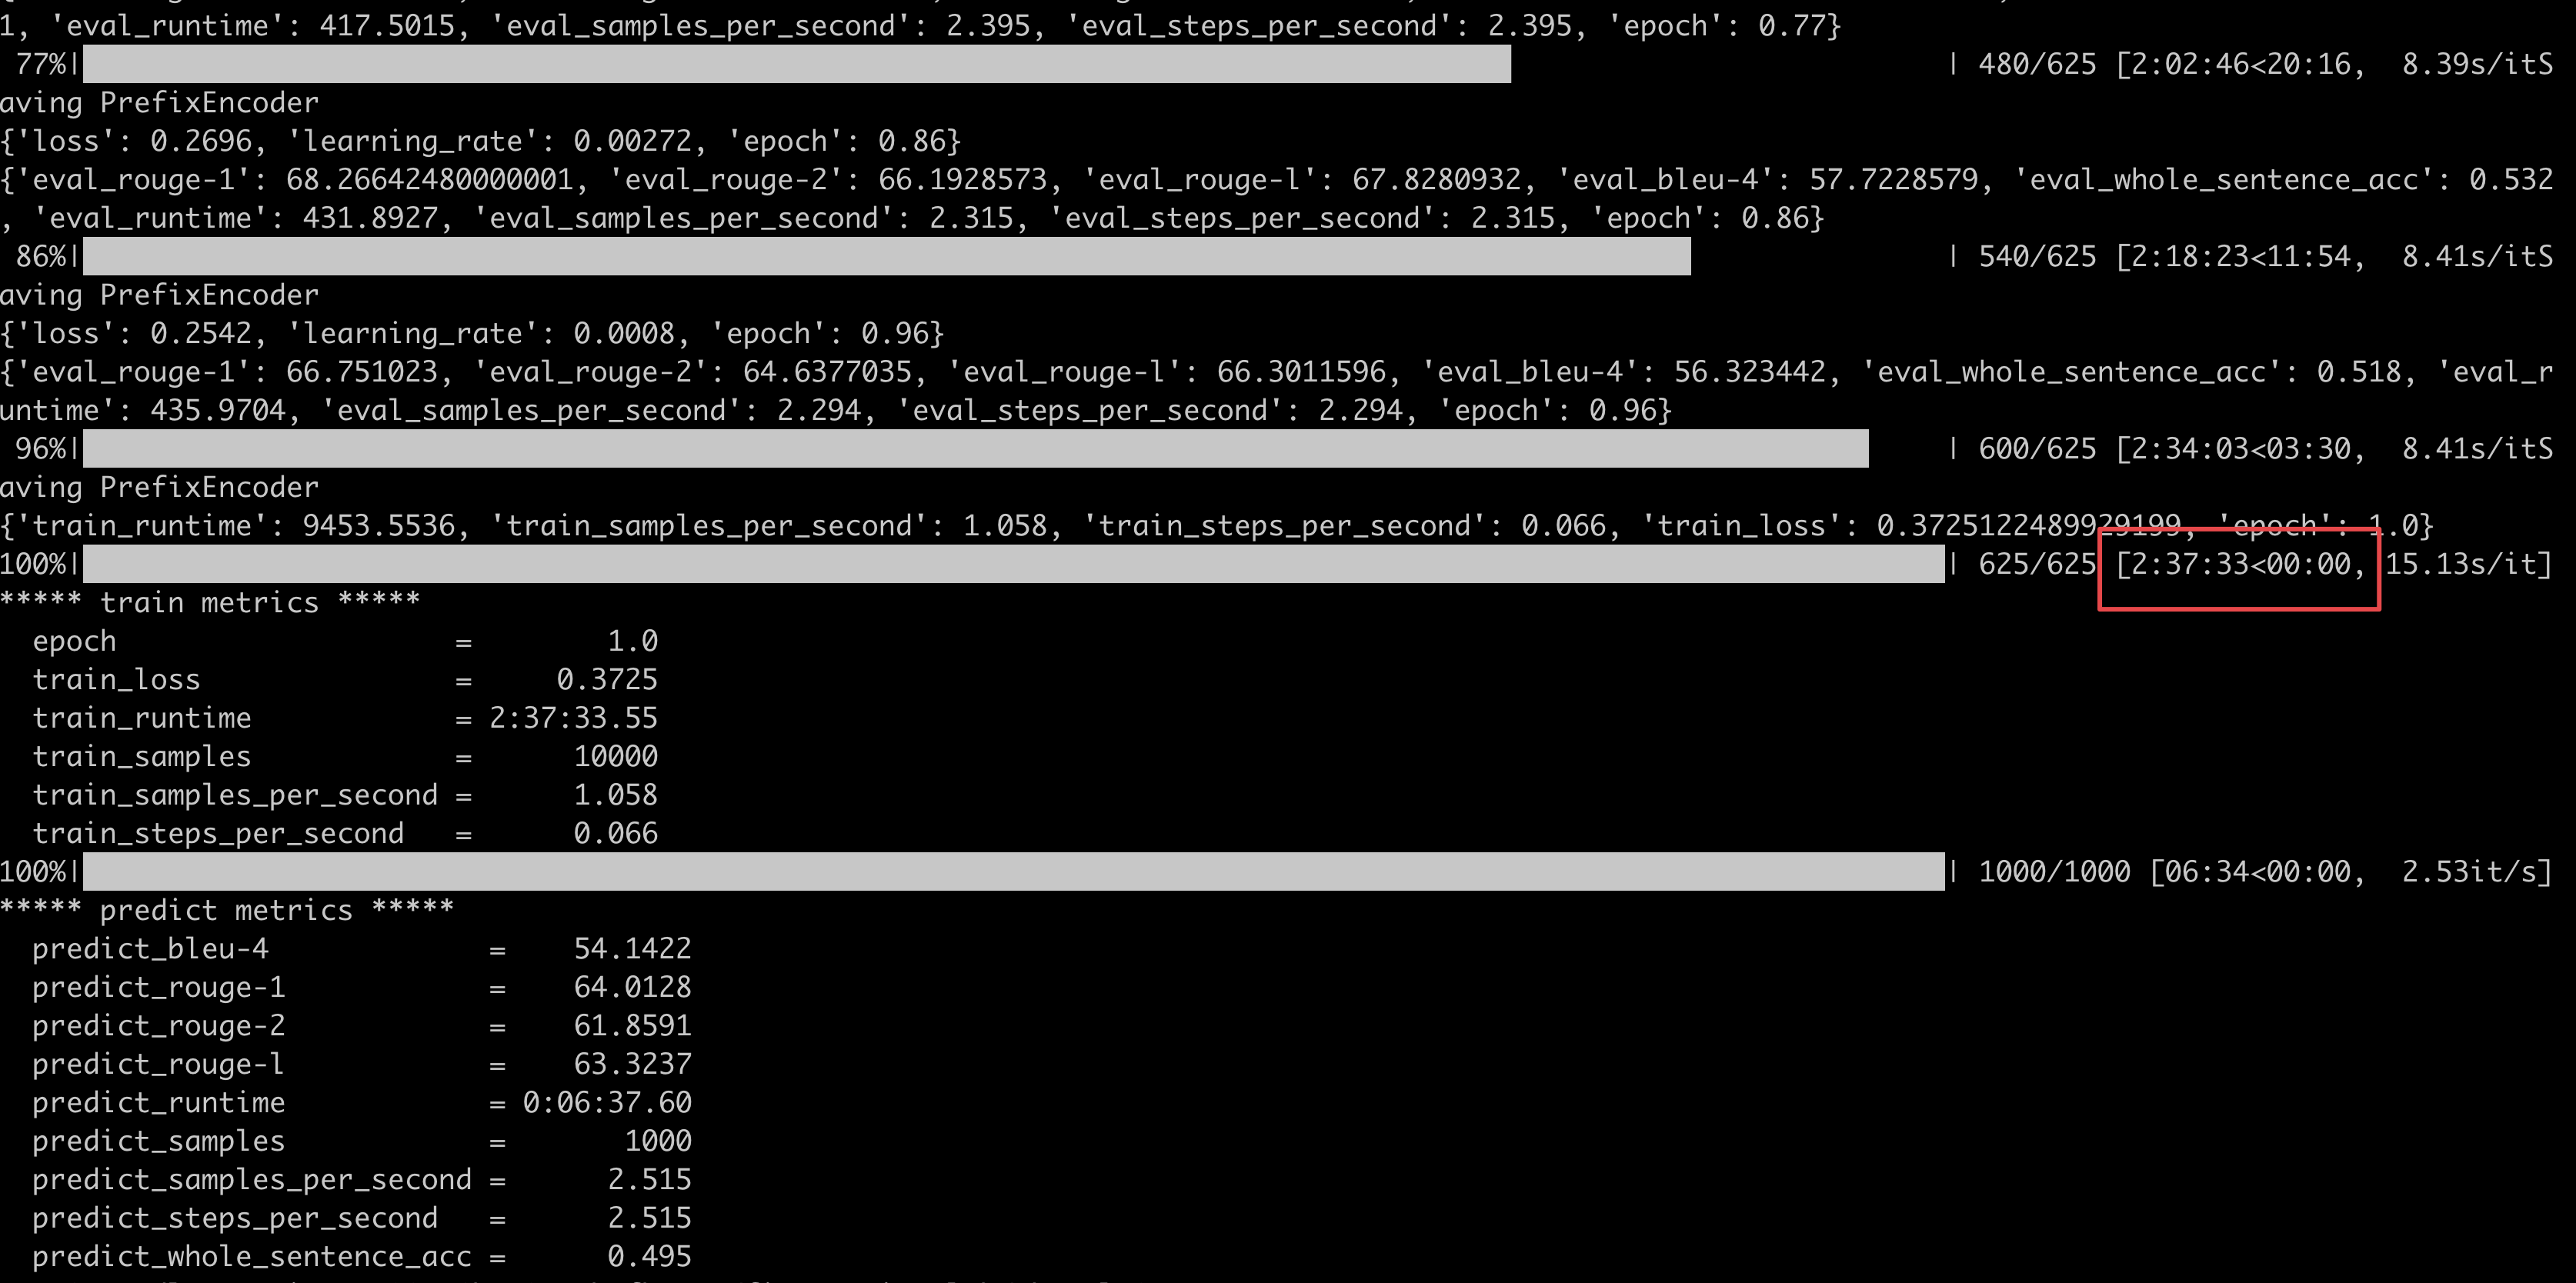 1, 'eval_runtime': 417.5015, 'eval_samples_per_second': 2.395, 'eval_steps_per_second': 2.395, 'epoch': 0.77}
77%| | 480/625 [2:02:46<20:16, 8.39s/itS
aving PrefixEncoder
{'loss': 0.2696, 'learning_rate': 0.00272, 'epoch': 0.86}
{'eval_rouge-1': 68.26642480000001, 'eval_rouge-2': 66.1928573, 'eval_rouge-l': 67.8280932, 'eval_bleu-4': 57.7228579, 'eval_whole_sentence_acc': 0.532
, 'eval_runtime': 431.8927, 'eval_samples_per_second': 2.315, 'eval_steps_per_second': 2.315, 'epoch': 0.86}
86%| | 540/625 [2:18:23<11:54, 8.41s/itS
aving PrefixEncoder
{'loss': 0.2542, 'learning_rate': 0.0008, 'epoch': 0.96}
{'eval_rouge-1': 66.751023, 'eval_rouge-2': 64.6377035, 'eval_rouge-l': 66.3011596, 'eval_bleu-4': 56.323442, 'eval_whole_sentence_acc': 0.518, 'eval_r
untime': 435.9704, 'eval_samples_per_second': 2.294, 'eval_steps_per_second': 2.294, 'epoch': 0.96}
96%| | 600/625 [2:34:03<03:30, 8.41s/itS
aving PrefixEncoder
{'train_runtime': 9453.5536, 'train_samples_per_second': 1.058, 'train_steps_per_second': 0.066, 'train_loss': 0.3725122489929199, 'epoch': 1.0}
100%| | 625/625 [2:37:33<00:00, 15.13s/it]
***** train metrics *****
epoch = 1.0
train_loss = 0.3725
train_runtime = 2:37:33.55
train_samples = 10000
train_samples_per_second = 1.058
train_steps_per_second = 0.066
100%| | 1000/1000 [06:34<00:00, 2.53it/s]
***** predict metrics *****
predict_bleu-4 = 54.1422
predict_rouge-1 = 64.0128
predict_rouge-2 = 61.8591
predict_rouge-l = 63.3237
predict_runtime = 0:06:37.60
predict_samples = 1000
predict_samples_per_second = 2.515
predict_steps_per_second = 2.515
predict_whole_sentence_acc = 0.495